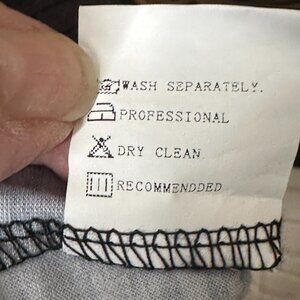 WASH SEPARATELY.
PROFESSIONAL
DRY CLEAN
RECOMMENDDED